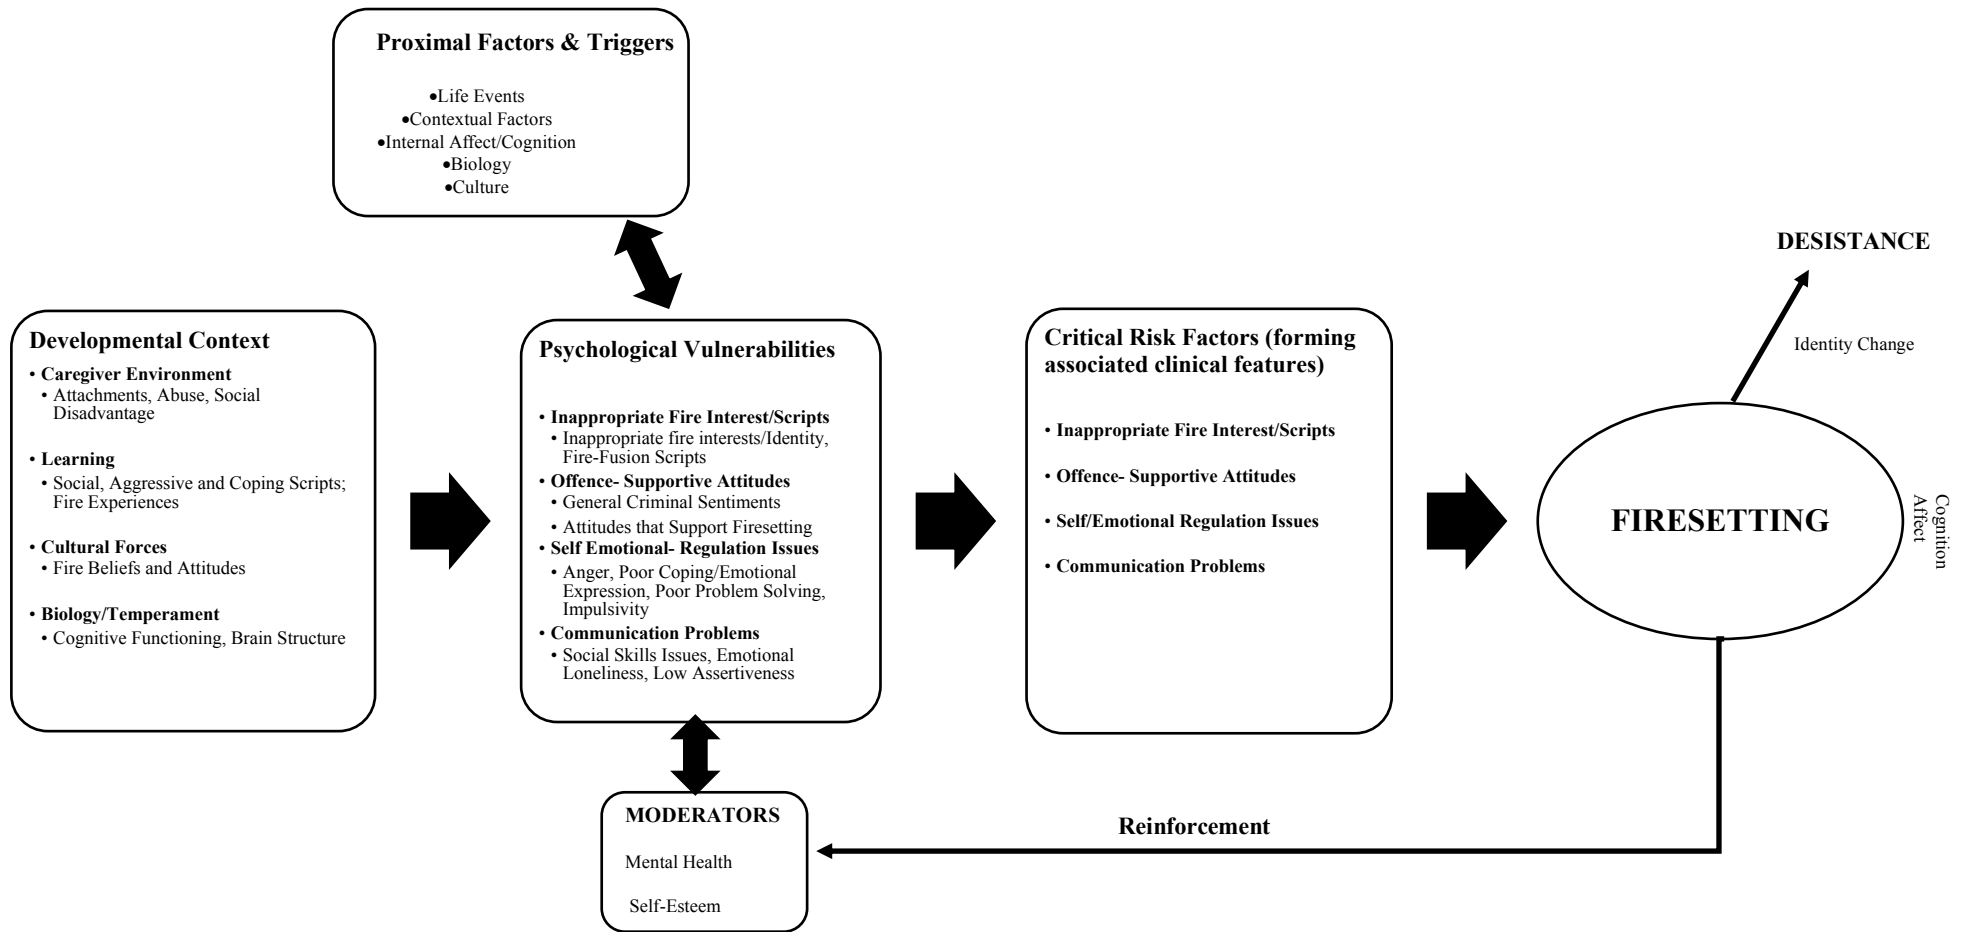 Proximal Factors & Triggers
•Life Events
•Contextual Factors
•Internal Affect/Cognition
•Biology
•Culture
Developmental Context
• Caregiver Environment
• Attachments, Abuse, Social
Disadvantage
• Learning
• Social, Aggressive and Coping Scripts;
Fire Experiences
• Cultural Forces
• Fire Beliefs and Attitudes
• Biology/Temperament
• Cognitive Functioning, Brain Structure
Psychological Vulnerabilities
• Inappropriate Fire Interest/Scripts
• Inappropriate fire interests/Identity,
Fire-Fusion Scripts
• Offence- Supportive Attitudes
• General Criminal Sentiments
• Attitudes that Support Firesetting
• Self Emotional- Regulation Issues
• Anger, Poor Coping/Emotional
Expression, Poor Problem Solving,
Impulsivity
• Communication Problems
• Social Skills Issues, Emotional
Loneliness, Low Assertiveness
MODERATORS
Mental Health
Self-Esteem
Critical Risk Factors (forming
associated clinical features)
• Inappropriate Fire Interest/Scripts
• Offence- Supportive Attitudes
• Self/Emotional Regulation Issues
• Communication Problems
DESISTANCE
Identity Change
FIRESETTING
Cognition
Affect
Reinforcement